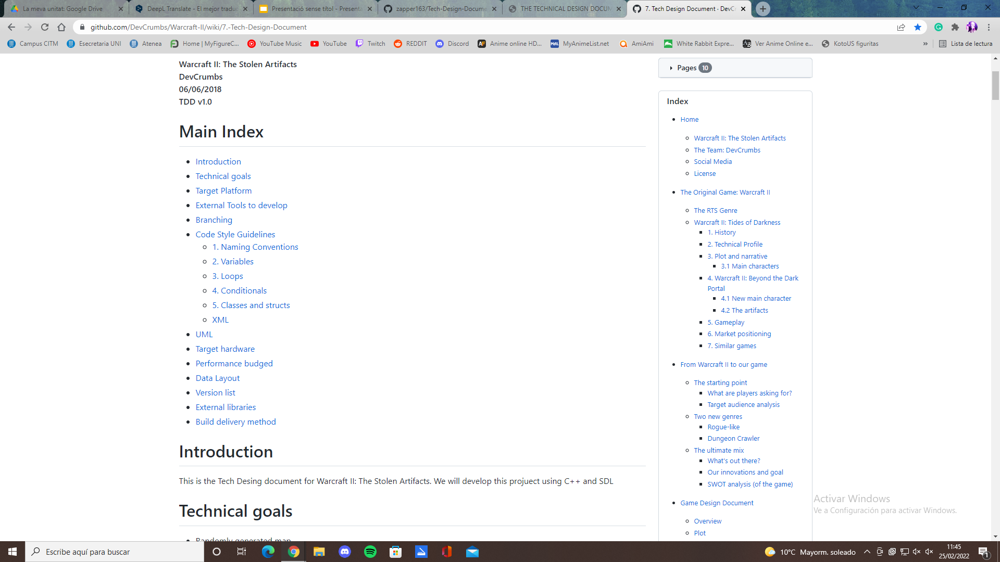 La meva unitat: Google Drive
DeepL Translate - El mejor traduc
Presentació sense títol - Presenta
zapper163/Tech-Design-Docume
THE TECHNICAL DESIGN DOCUM
7. Tech Design Document · DevC
github.com/DevCrumbs/Warcraft-II/wiki/7.-Tech-Design-Document
Campus CITM
Esecretaria UNI
Atenea
Home | MyFigureC...
YouTube Music
YouTube
Twitch
REDDIT
Discord
Anime online HD...
MyAnimeList.net
AmiAmi
White Rabbit Expre...
Ver Anime Online e...
KotoUS figuritas
»
Lista de lectura
Warcraft II: The Stolen Artifacts
DevCrumbs
06/06/2018
TDD v1.0
Main Index
Introduction
Technical goals
Target Platform
External Tools to develop
Branching
Code Style Guidelines
1. Naming Conventions
2. Variables
3. Loops
4. Conditionals
5. Classes and structs
XML
UML
Target hardware
Performance budged
Data Layout
Version list
External libraries
Build delivery method
Introduction
This is the Tech Desing document for Warcraft II: The Stolen Artifacts. We will develop this projuect using C++ and SDL
Technical goals
Randomly generated map
Pages 10
Index
Home
Warcraft II: The Stolen Artifacts
The Team: DevCrumbs
Social Media
License
The Original Game: Warcraft II
The RTS Genre
Warcraft II: Tides of Darkness
1. History
2. Technical Profile
3. Plot and narrative
3.1 Main characters
4. Warcraft II: Beyond the Dark
Portal
4.1 New main character
4.2 The artifacts
5. Gameplay
6. Market positioning
7. Similar games
From Warcraft II to our game
The starting point
What are players asking for?
Target audience analysis
Two new genres
Rogue-like
Dungeon Crawler
The ultimate mix
What's out there?
Our innovations and goal
SWOT analysis (of the game)
Game Design Document
Overview
Plot
Activar Windows
Ve a Configuración para activar Windows.
Escribe aquí para buscar
10°C Mayorm. soleado
11:45
25/02/2022
1